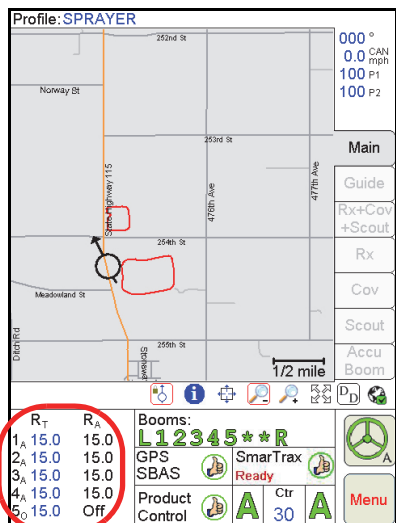 Profile: SPRAYER
252nd St
000 °
0.0 CAN mph
100 P1
100 P2
Norway St
253rd St
Main
State Highway 115
476th Ave
477th Ave
Guide
Rx+Cov
+Scout
254th St
Rx
Meadowland St
Cov
Scout
Ditch Rd
255th St
Stonewa
1/2 mile
Accu
Boom
DD
RT RA
1A 15.0 15.0
2A 15.0 15.0
3A 15.0 15.0
4A 15.0 15.0
5O 15.0 Off
Booms:
L12345**R
GPS
SBAS
SmarTrax
Ready
Product
Control
A
Ctr
30
A
A
Menu